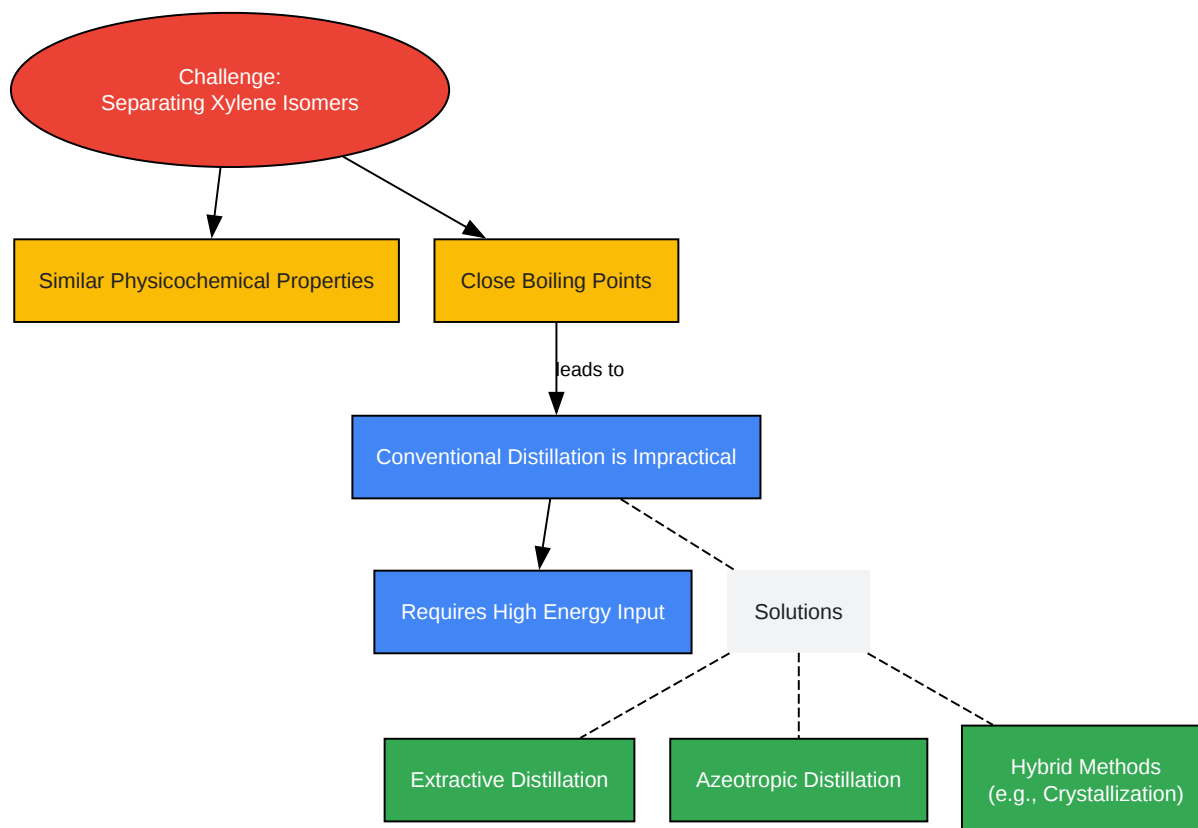 Challenge:
Separating Xylene Isomers
Similar Physicochemical Properties
Close Boiling Points
leads to
Conventional Distillation is Impractical
Requires High Energy Input
Solutions
Extractive Distillation
Azeotropic Distillation
Hybrid Methods
(e.g., Crystallization)